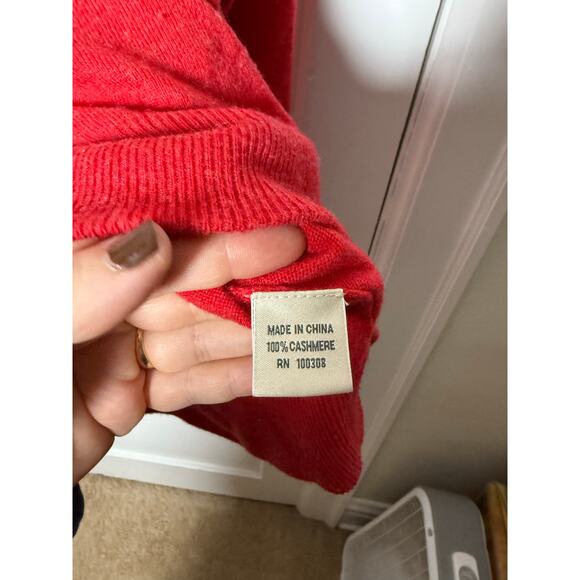 MADE IN CHINA
100% CASHMERE
RN 100308